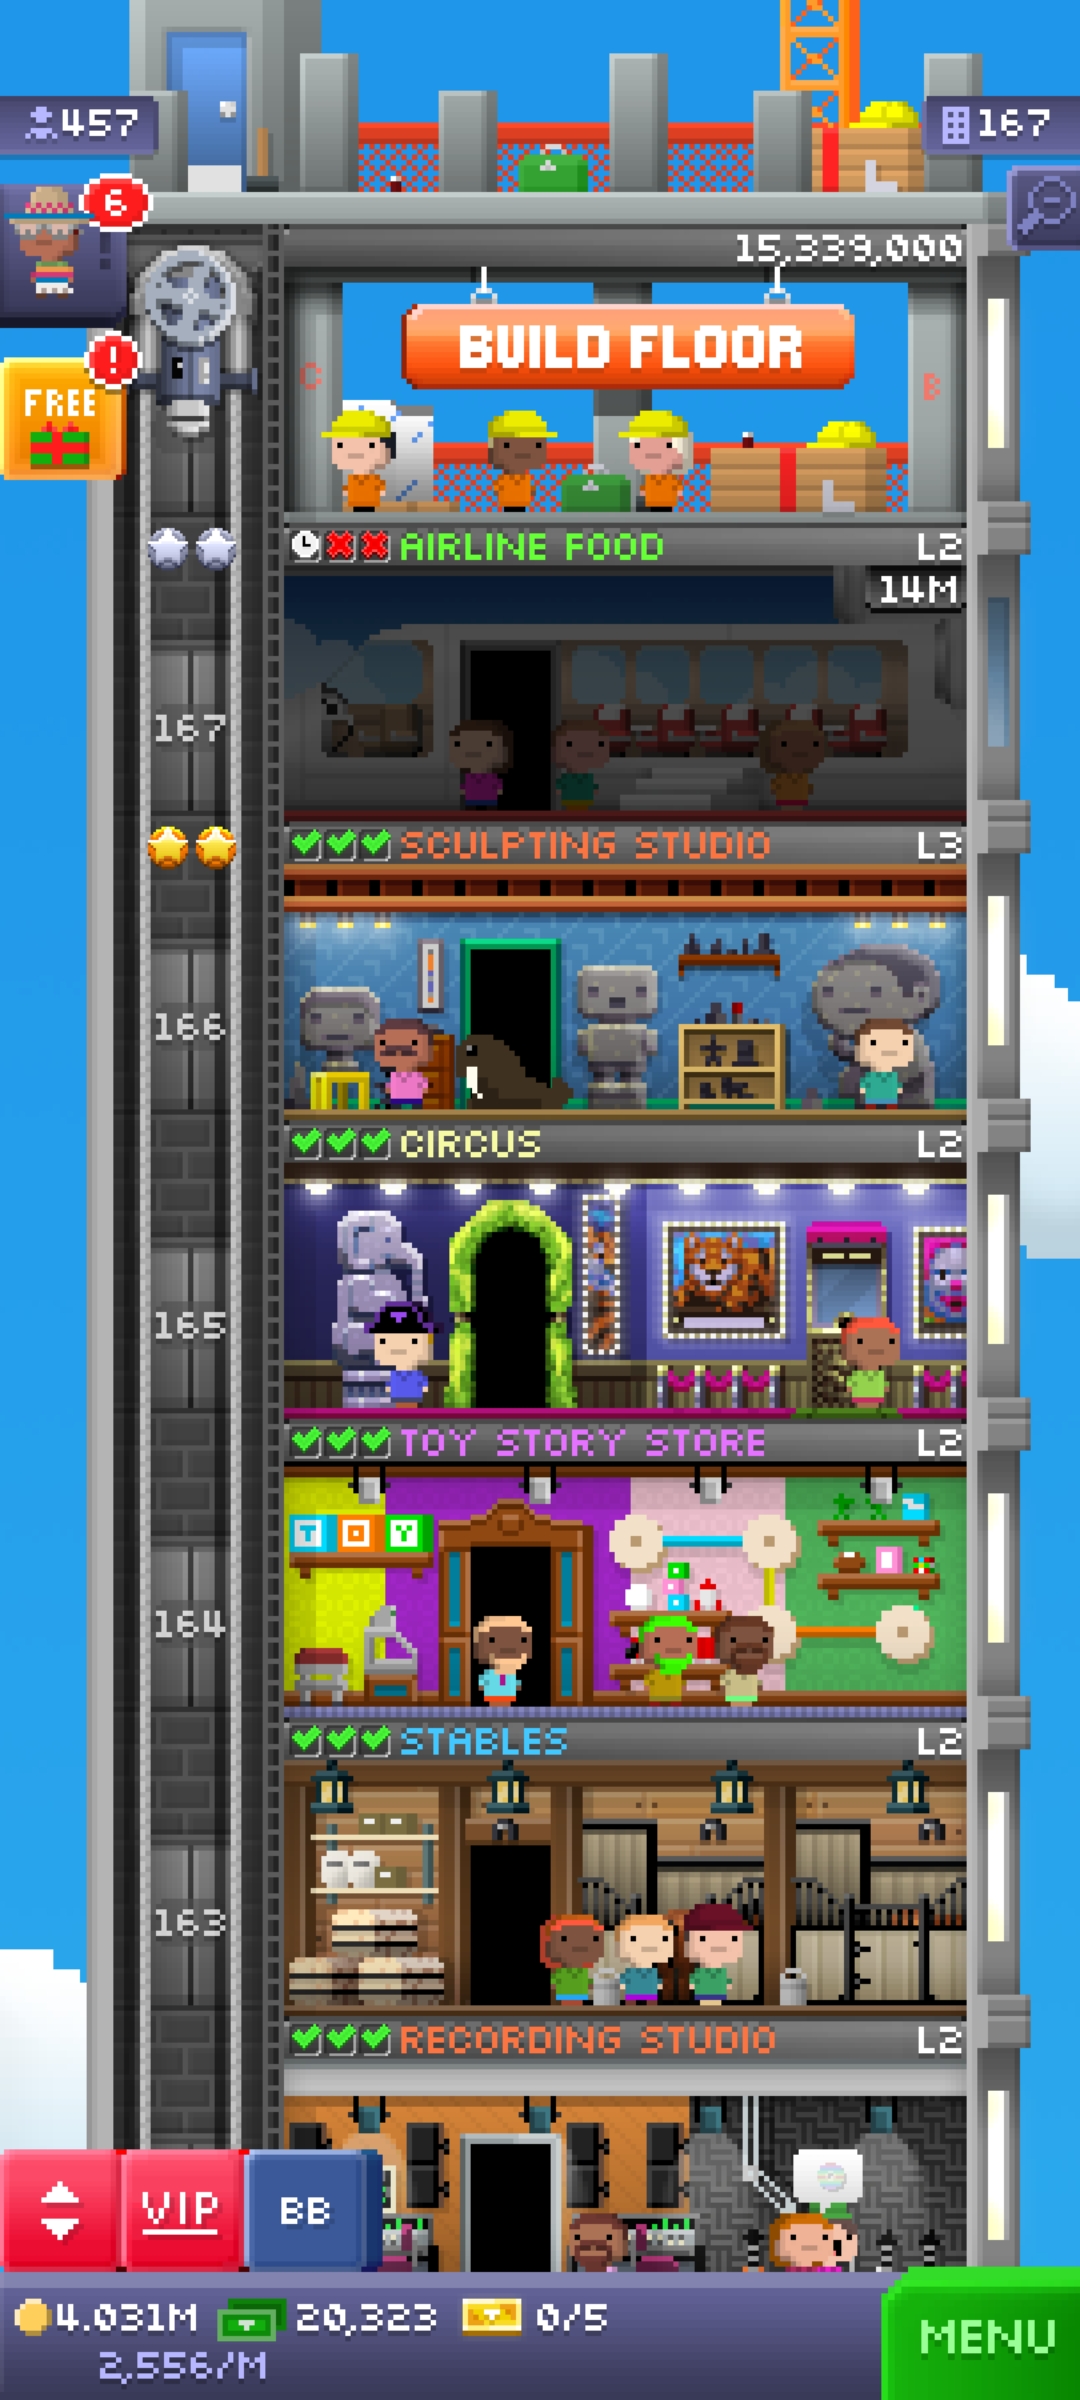 457
167
6
15,339,000
BUILD FLOOR
!
FREE
C
B
AIRLINE FOOD L2
14M
167
SCULPTING STUDIO L3
166
CIRCUS L2
165
TOY STORY STORE L2
TOY
164
STABLES L2
163
RECORDING STUDIO L2
VIP
BB
4.031M 20,323 0/5
MENU
2,556/M